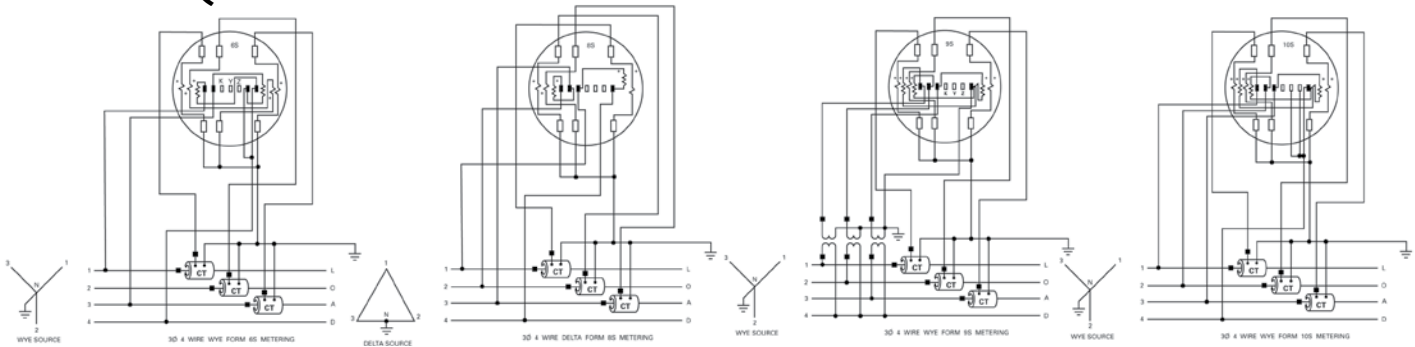 6S
K Y Z
1
2
3
4
CT
CT
CT
L
O
A
D
3
1
N
2
WYE SOURCE
3Ø 4 WIRE WYE FORM 6S METERING
8S
1
2
3
4
CT
CT
CT
L
O
A
D
1
3
N
2
DELTA SOURCE
3Ø 4 WIRE DELTA FORM 8S METERING
9S
K Y Z
1
2
3
4
CT
CT
CT
L
O
A
D
3
1
N
2
WYE SOURCE
3Ø 4 WIRE WYE FORM 9S METERING
10S
1
2
3
4
CT
CT
CT
L
O
A
D
3
1
N
2
WYE SOURCE
3Ø 4 WIRE WYE FORM 10S METERING